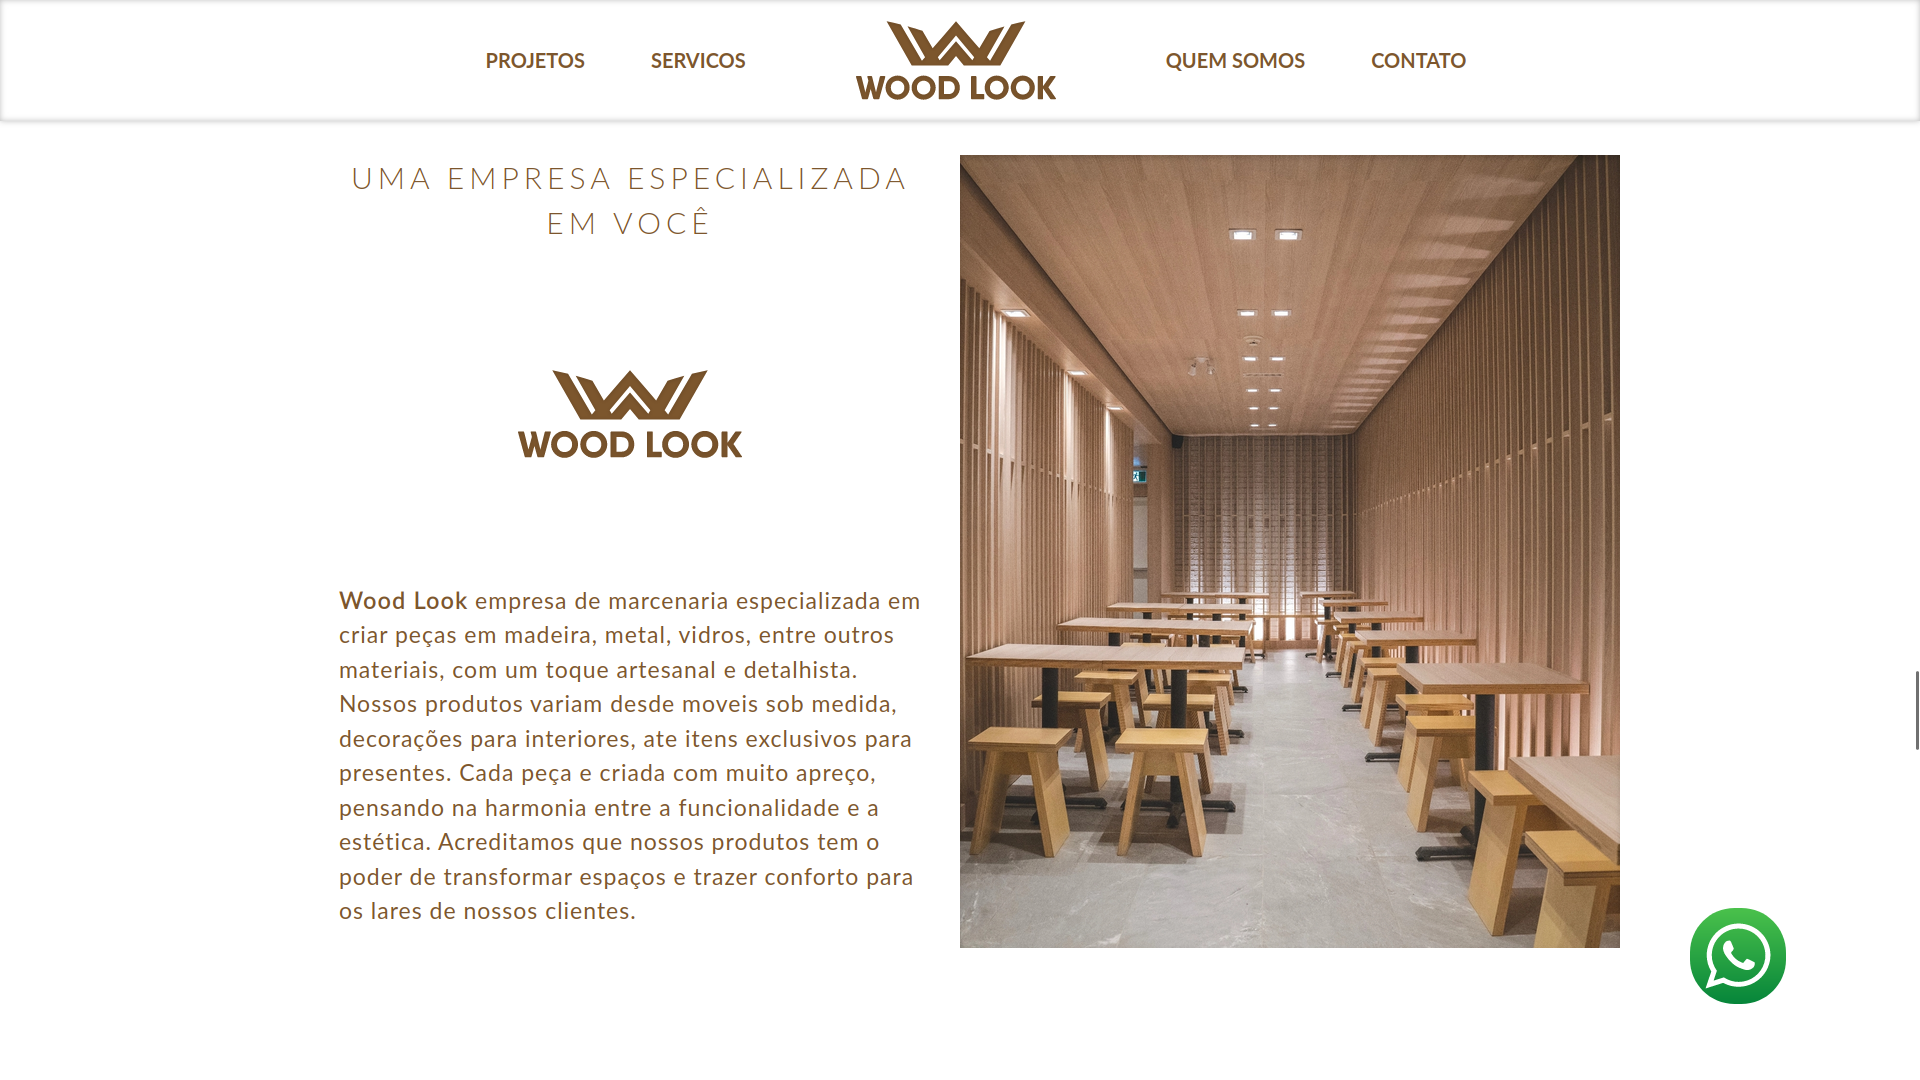 PROJETOS
SERVICOS
WOOD LOOK
QUEM SOMOS
CONTATO
UMA EMPRESA ESPECIALIZADA
EM VOCÊ
WOOD LOOK
Wood Look empresa de marcenaria especializada em
criar peças em madeira, metal, vidros, entre outros
materiais, com um toque artesanal e detalhista.
Nossos produtos variam desde moveis sob medida,
decorações para interiores, ate itens exclusivos para
presentes. Cada peça e criada com muito apreço,
pensando na harmonia entre a funcionalidade e a
estética. Acreditamos que nossos produtos tem o
poder de transformar espaços e trazer conforto para
os lares de nossos clientes.